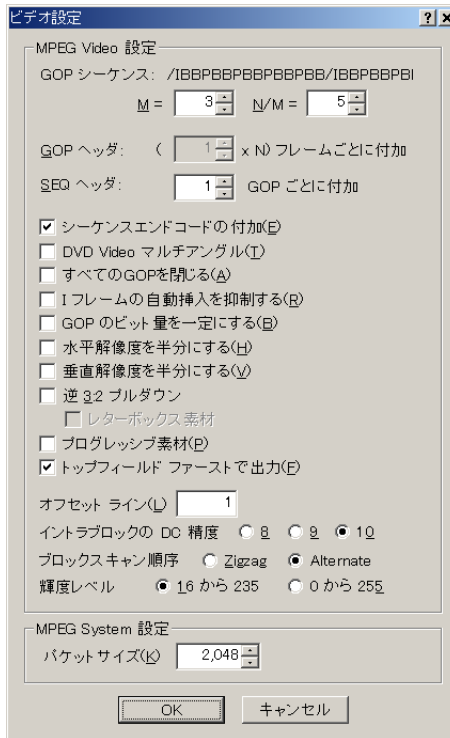 ビデオ設定
MPEG Video 設定
GOP シーケンス: /IBBPBBPBBPBBPBB/IBBPBBPBI
M = 3 N/M = 5
GOP ヘッダ: ( 1 x N) フレームごとに付加
SEQ ヘッダ: 1 GOP ごとに付加
シーケンスエンドコードの付加(E)
DVD Video マルチアングル(T)
すべてのGOPを閉じる(A)
I フレームの自動挿入を抑制する(R)
GOP のビット量を一定にする(B)
水平解像度を半分にする(H)
垂直解像度を半分にする(V)
逆 3:2 プルダウン
レターボックス素材
プログレッシブ素材(P)
トップフィールド ファーストで出力(F)
オフセット ライン(L) 1
イントラブロックの DC 精度 8 9 10
ブロックスキャン順序 Zigzag Alternate
輝度レベル 16 から 235 0 から 255
MPEG System 設定
パケットサイズ(K) 2,048
OK キャンセル